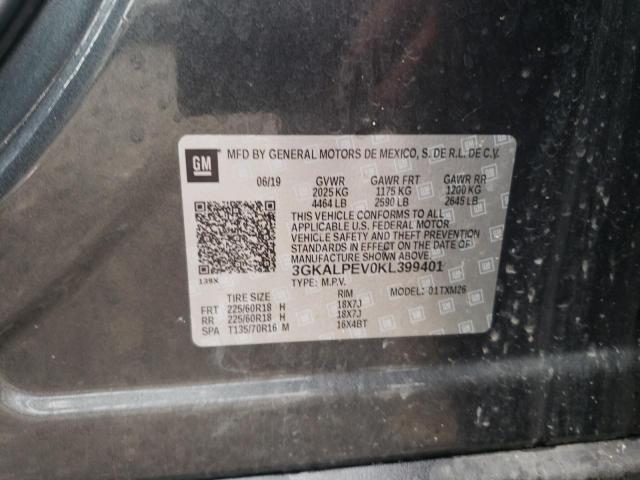 GM MFD BY GENERAL MOTORS DE MEXICO, S. DE R.L. DE C.V.
06/19 GVWR GAWR FRT GAWR RR
2025 KG 1175 KG 1200 KG
4464 LB 2590 LB 2645 LB
THIS VEHICLE CONFORMS TO ALL
APPLICABLE U.S. FEDERAL MOTOR
VEHICLE SAFETY AND THEFT PREVENTION
STANDARDS IN EFFECT ON THE DATE OF
MANUFACTURE SHOWN ABOVE.
139X 3GKALPEV0KL399401
TYPE: M.P.V. MODEL: 01TXM26
TIRE SIZE RIM
FRT 225/60R18 H 18X7J
RR 225/60R18 H 18X7J
SPA T135/70R16 M 16X4BT